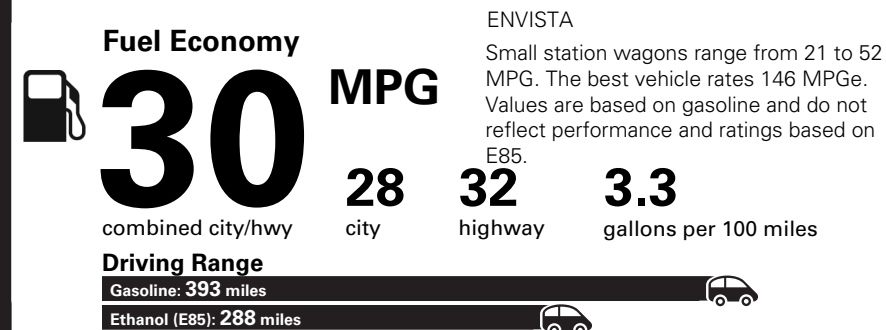 ENVISTA
Fuel Economy
30
MPG
Small station wagons range from 21 to 52
MPG. The best vehicle rates 146 MPGe.
Values are based on gasoline and do not
reflect performance and ratings based on
E85.
28 32 3.3
combined city/hwy city highway gallons per 100 miles
Driving Range
Gasoline: 393 miles
Ethanol (E85): 288 miles